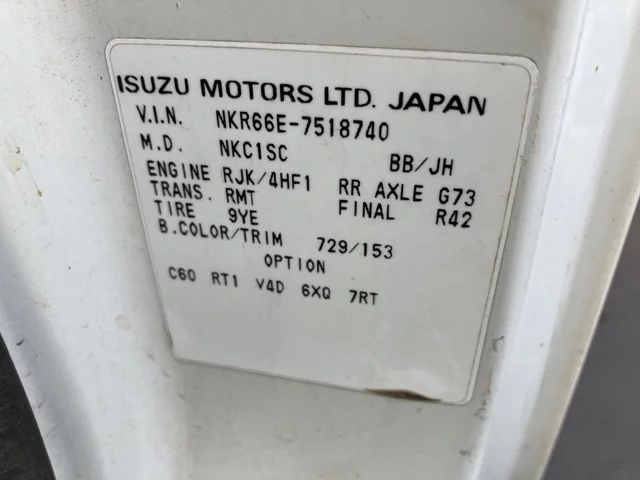 ISUZU MOTORS LTD. JAPAN
V.I.N. NKR66E-7518740
M.D. NKC1SC BB/JH
ENGINE RJK/4HF1 RR AXLE G73
TRANS. RMT FINAL R42
TIRE 9YE
B.COLOR/TRIM 729/153
OPTION
C60 RT1 V4D 6XQ 7RT